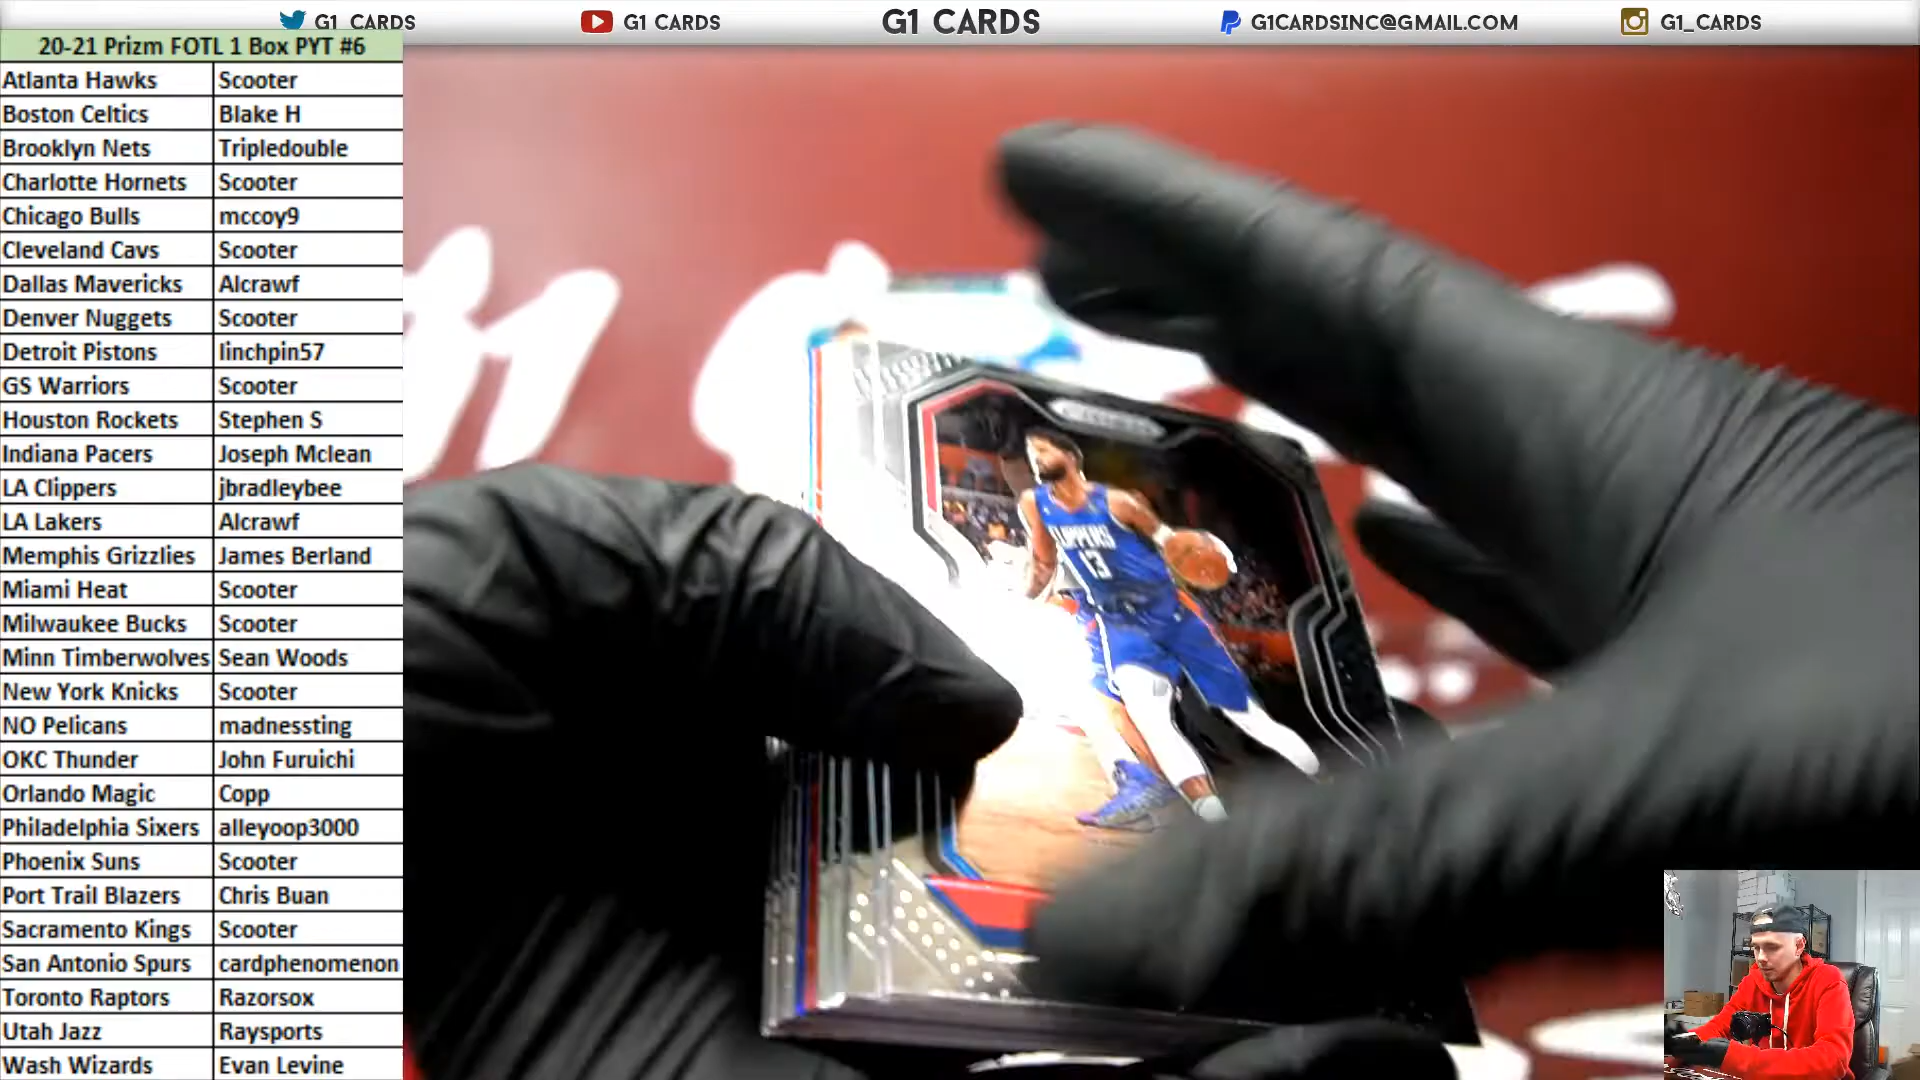 G1_CARDS G1 CARDS G1 CARDS G1CARDSINC@GMAIL.COM G1_CARDS
20-21 Prizm FOTL 1 Box PYT #6
Atlanta Hawks Scooter
Boston Celtics Blake H
Brooklyn Nets Tripledouble
Charlotte Hornets Scooter
Chicago Bulls mccoy9
Cleveland Cavs Scooter
Dallas Mavericks Alcrawf
Denver Nuggets Scooter
Detroit Pistons linchpin57
GS Warriors Scooter
Houston Rockets Stephen S
Indiana Pacers Joseph Mclean
LA Clippers jbradleybee
LA Lakers Alcrawf
Memphis Grizzlies James Berland
Miami Heat Scooter
Milwaukee Bucks Scooter
Minn Timberwolves Sean Woods
New York Knicks Scooter
NO Pelicans madnessting
OKC Thunder John Furuichi
Orlando Magic Copp
Philadelphia Sixers alleyoop3000
Phoenix Suns Scooter
Port Trail Blazers Chris Buan
Sacramento Kings Scooter
San Antonio Spurs cardphenomenon
Toronto Raptors Razorsox
Utah Jazz Raysports
Wash Wizards Evan Levine
CLIPPERS
13